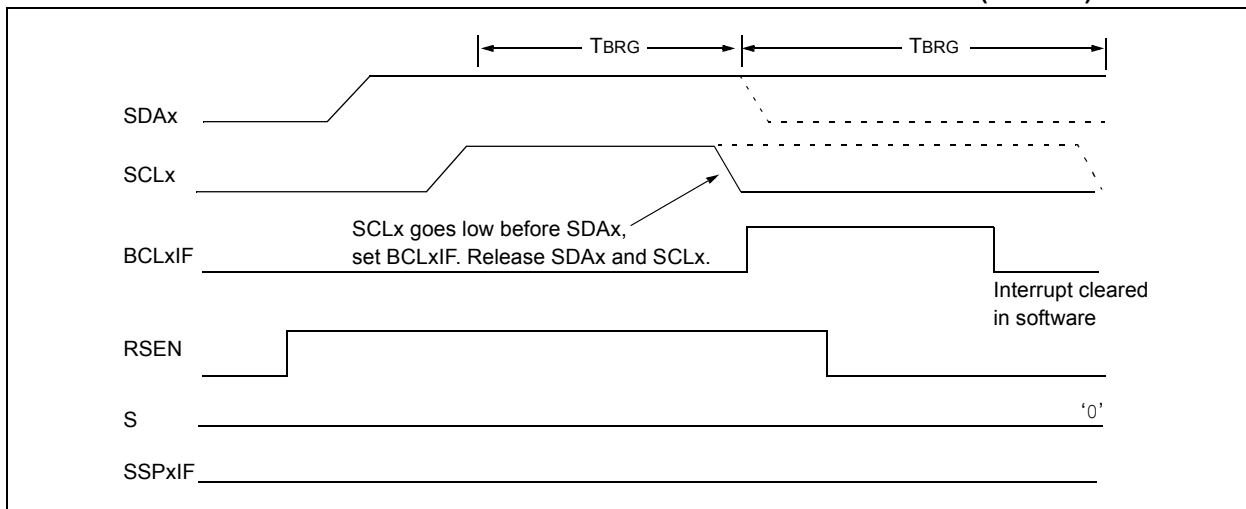 TBRG
TBRG
SDAx
SCLx
SCLx goes low before SDAx,
set BCLxIF. Release SDAx and SCLx.
BCLxIF
Interrupt cleared
in software
RSEN
S
‘0’
SSPxIF